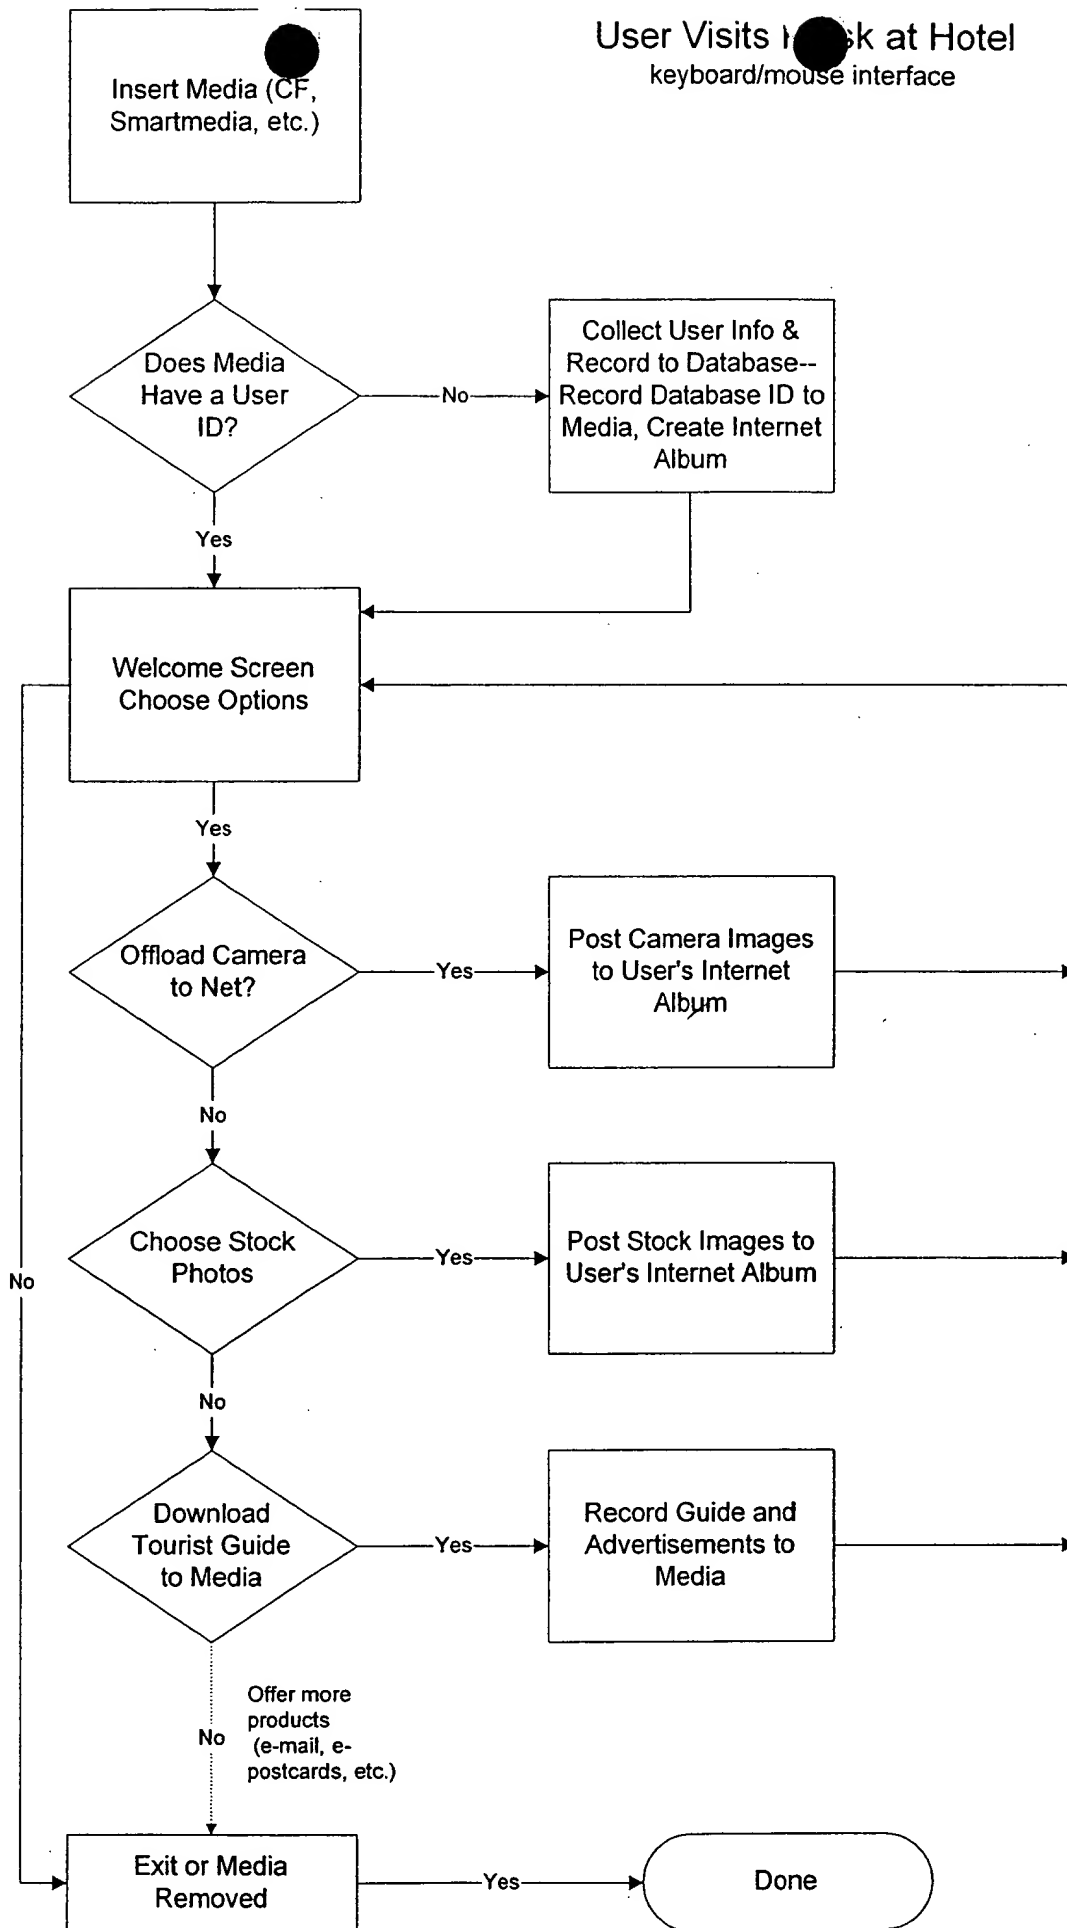 User Visits sk at Hotel
keyboard/mouse interface
Insert Media (CF,
Smartmedia, etc.)
Does Media
Have a User
ID?
No
Collect User Info &
Record to Database--
Record Database ID to
Media, Create Internet
Album
Yes
Welcome Screen
Choose Options
Yes
Offload Camera
to Net?
Yes
Post Camera Images
to User's Internet
Album
No
Choose Stock
Photos
Yes
Post Stock Images to
User's Internet Album
No
No
Download
Tourist Guide
to Media
Yes
Record Guide and
Advertisements to
Media
Offer more
products
(e-mail, e-
postcards, etc.)
No
Exit or Media
Removed
Yes
Done